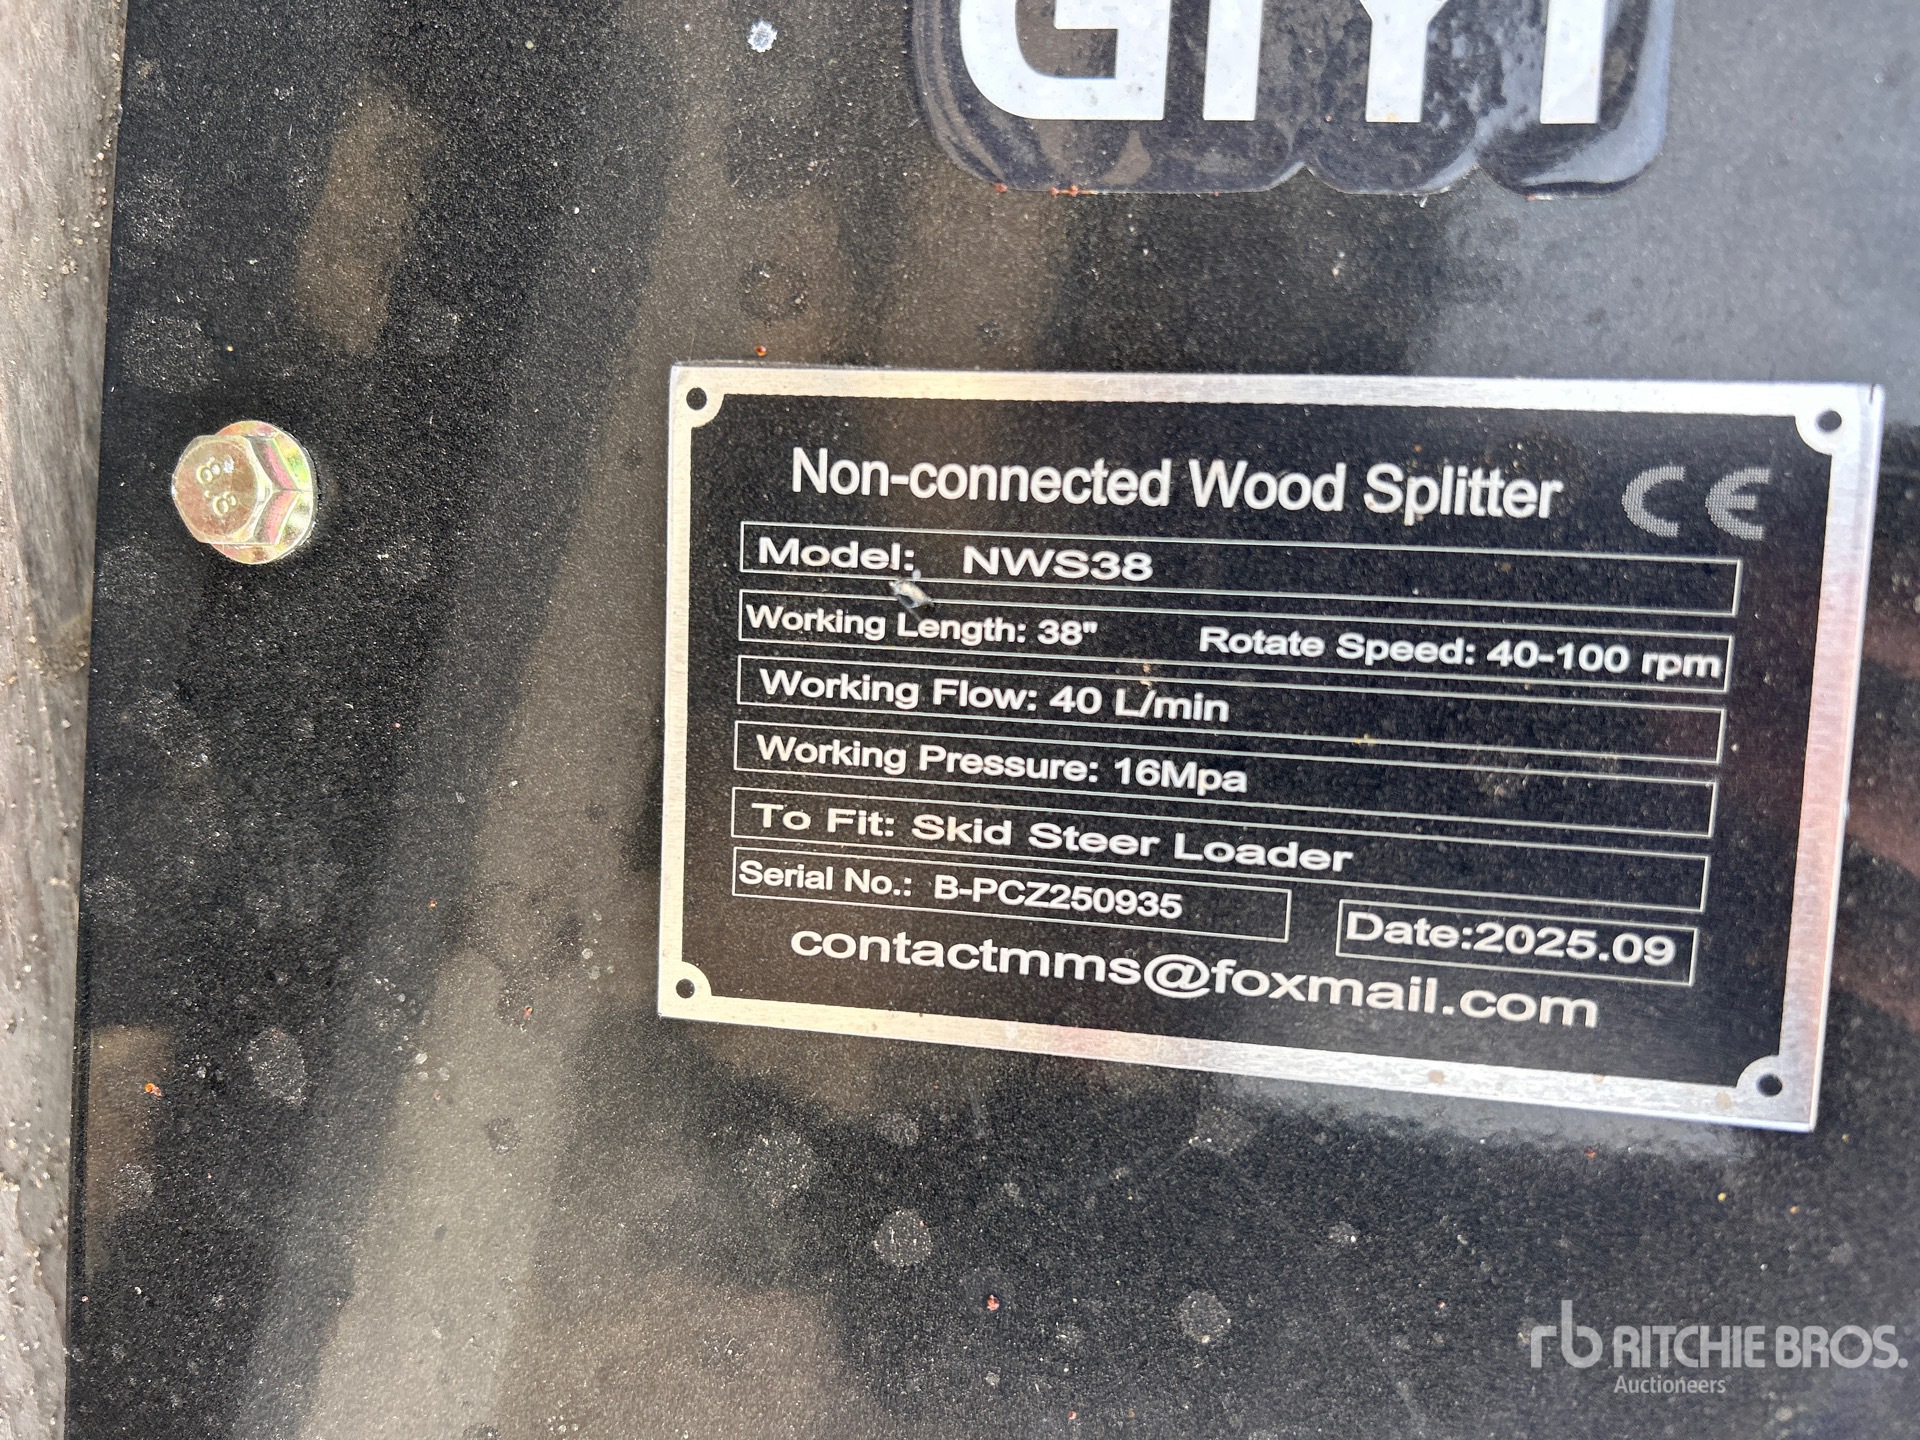 GIYI
Non-connected Wood Splitter CE
Model: NWS38
Working Length: 38" Rotate Speed: 40-100 rpm
Working Flow: 40 L/min
Working Pressure: 16Mpa
To Fit: Skid Steer Loader
Serial No.: B-PCZ250935
Date:2025.09
contactmms@foxmail.com
8.8
rb RITCHIE BROS.
Auctioneers